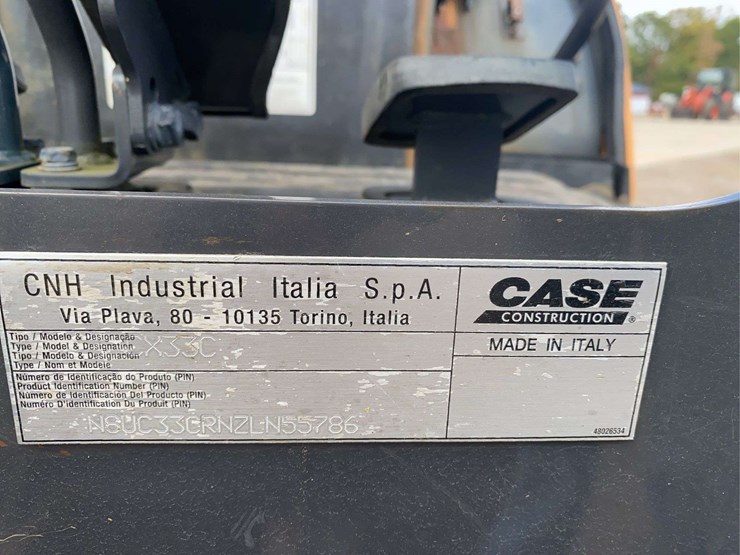 CNH Industrial Italia S.p.A.
Via Plava, 80 - 10135 Torino, Italia
CASE
CONSTRUCTION ®
MADE IN ITALY
Tipo / Modelo & Designação
Type / Model & Designation
Tipo / Modelo & Designación
Type / Nom et Modele
CX33C
Número de Identificação do Produto (PIN)
Product Identification Number (PIN)
Número de Identificación Del Producto (PIN)
Numéro D'identification Du Produit (PIN)
N8UC33CRNZLN55786
48026534